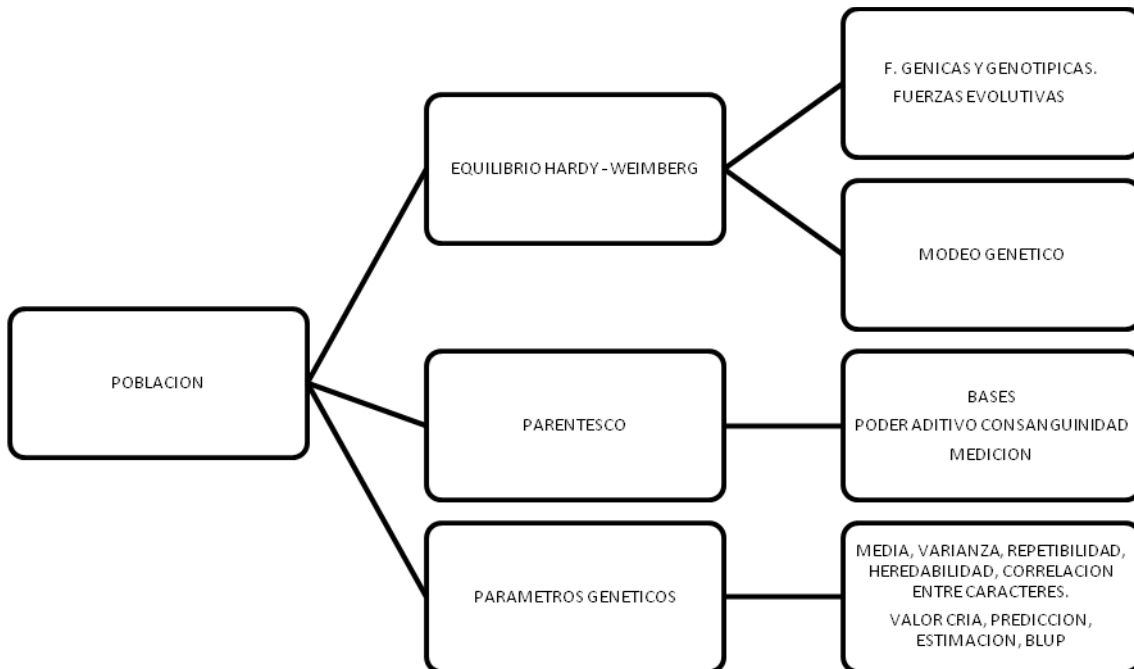 F. GENICAS Y GENOTIPICAS.
FUERZAS EVOLUTIVAS
EQUILIBRIO HARDY - WEIMBERG
MODEO GENETICO
POBLACION
PARENTESCO
BASES
PODER ADITIVO CONSANGUINIDAD
MEDICION
PARAMETROS GENETICOS
MEDIA, VARIANZA, REPETIBILIDAD,
HEREDABILIDAD, CORRELACION
ENTRE CARACTERES.
VALOR CRIA, PREDICCION,
ESTIMACION, BLUP